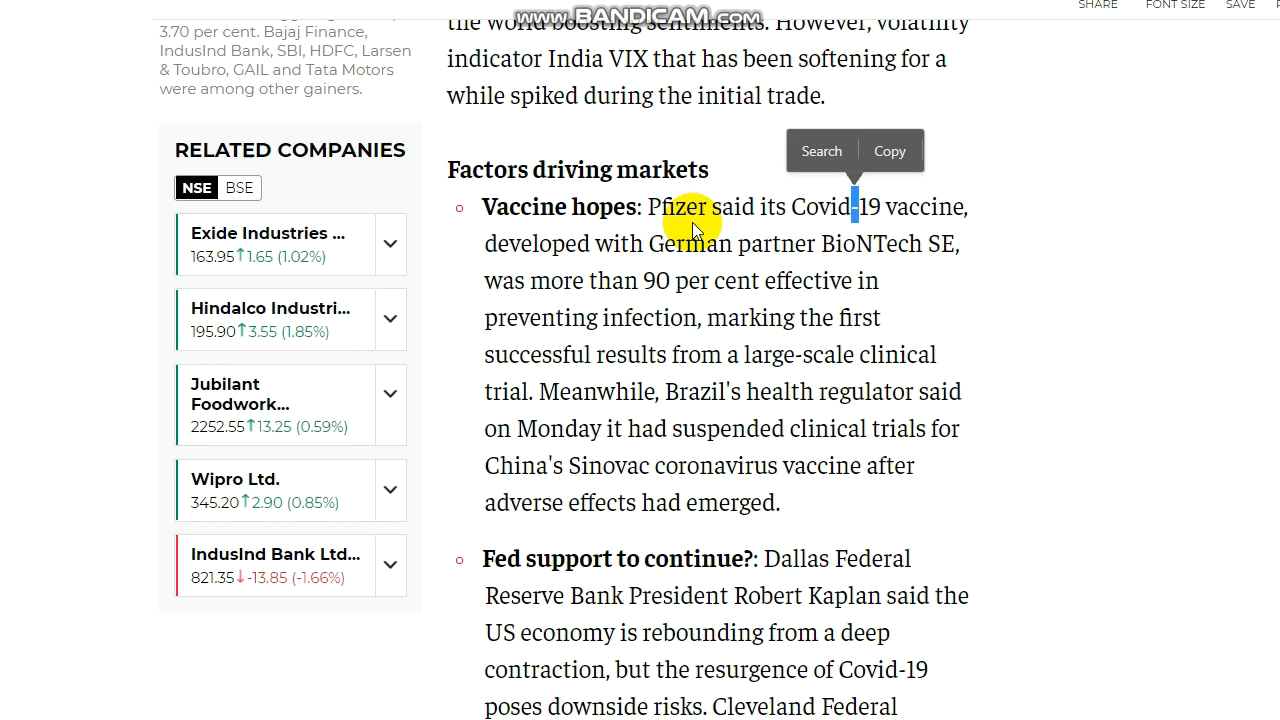 SHARE FONT SIZE SAVE
www.BANDICAM.com
3.70 per cent. Bajaj Finance,
IndusInd Bank, SBI, HDFC, Larsen
& Toubro, GAIL and Tata Motors
were among other gainers.
RELATED COMPANIES
NSE BSE
Exide Industries ...
163.95↑1.65 (1.02%)
Hindalco Industri...
195.90↑3.55 (1.85%)
Jubilant
Foodwork...
2252.55↑13.25 (0.59%)
Wipro Ltd.
345.20↑2.90 (0.85%)
IndusInd Bank Ltd...
821.35↓-13.85 (-1.66%)
the world boosting sentiments. However, volatility
indicator India VIX that has been softening for a
while spiked during the initial trade.
Search Copy
Factors driving markets
Vaccine hopes: Pfizer said its Covid-19 vaccine,
developed with German partner BioNTech SE,
was more than 90 per cent effective in
preventing infection, marking the first
successful results from a large-scale clinical
trial. Meanwhile, Brazil's health regulator said
on Monday it had suspended clinical trials for
China's Sinovac coronavirus vaccine after
adverse effects had emerged.
Fed support to continue?: Dallas Federal
Reserve Bank President Robert Kaplan said the
US economy is rebounding from a deep
contraction, but the resurgence of Covid-19
poses downside risks. Cleveland Federal